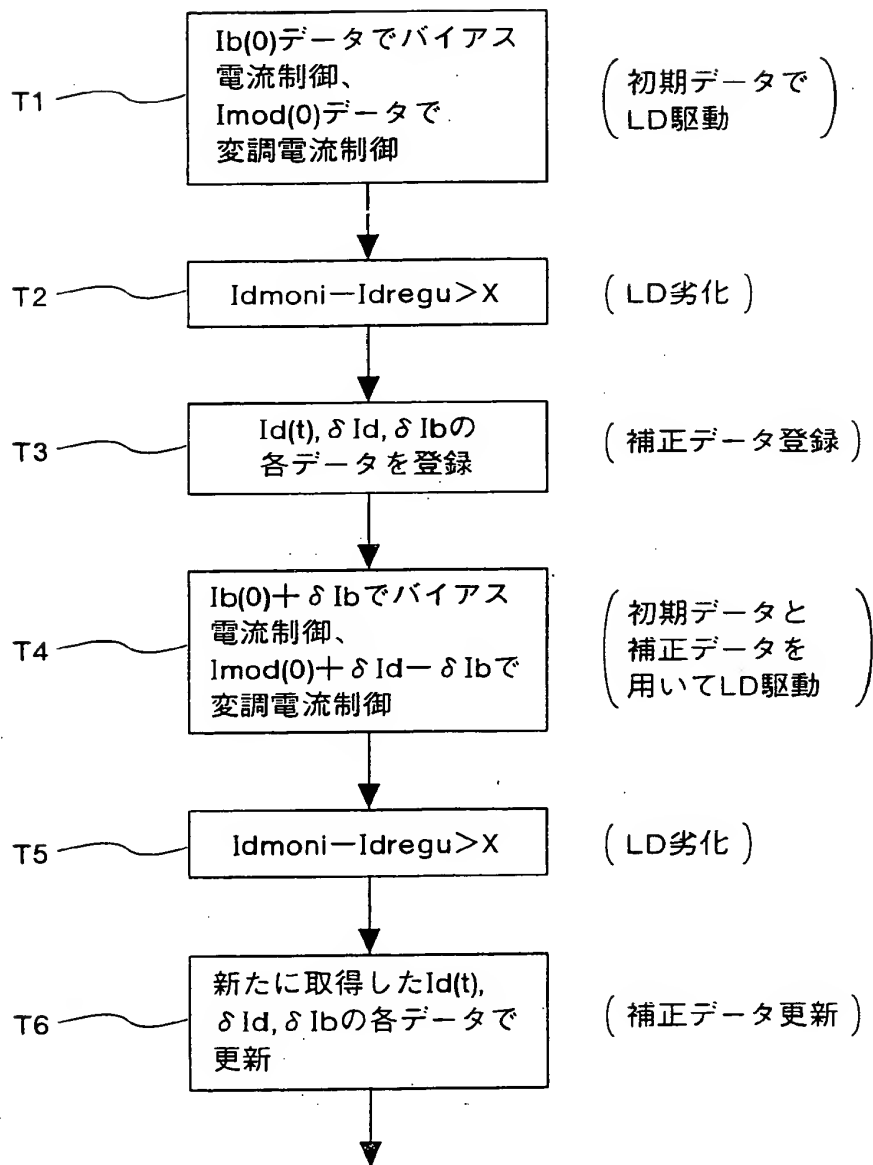 T1
Ib(0)データでバイアス
電流制御、
Imod(0)データで
変調電流制御
(初期データで
LD駆動)
T2
Idmoni－Idregu＞X
(LD劣化)
T3
Id(t),δId,δIbの
各データを登録
(補正データ登録)
T4
Ib(0)＋δIbでバイアス
電流制御、
Imod(0)＋δId－δIbで
変調電流制御
(初期データと
補正データを
用いてLD駆動)
T5
Idmoni－Idregu＞X
(LD劣化)
T6
新たに取得したId(t),
δId,δIbの各データで
更新
(補正データ更新)